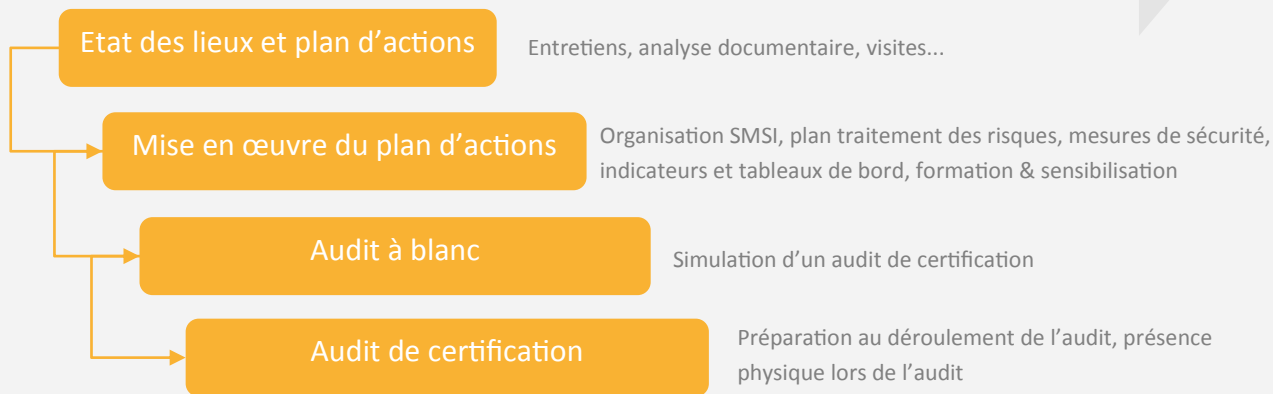 Etat des lieux et plan d’actions
Entretiens, analyse documentaire, visites...
Mise en œuvre du plan d’actions
Organisation SMSI, plan traitement des risques, mesures de sécurité,
indicateurs et tableaux de bord, formation & sensibilisation
Audit à blanc
Simulation d’un audit de certification
Audit de certification
Préparation au déroulement de l’audit, présence
physique lors de l’audit